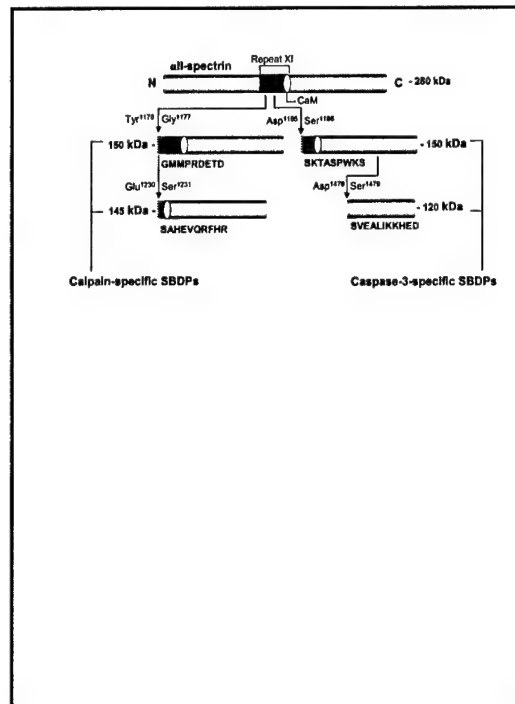 αII-spectrin
Repeat XI
N
C
- 280 kDa
CaM
Tyr¹¹⁷⁶ Gly¹¹⁷⁷
Asp¹¹⁸⁵ Ser¹¹⁸⁶
150 kDa -
GMMPRDETD
SKTASPWKS
- 150 kDa
Glu¹²³⁰ Ser¹²³¹
Asp¹⁴⁷⁸ Ser¹⁴⁷⁹
145 kDa -
SAHEVQRFHR
SVEALIKKHED
- 120 kDa
Calpain-specific SBDPs
Caspase-3-specific SBDPs